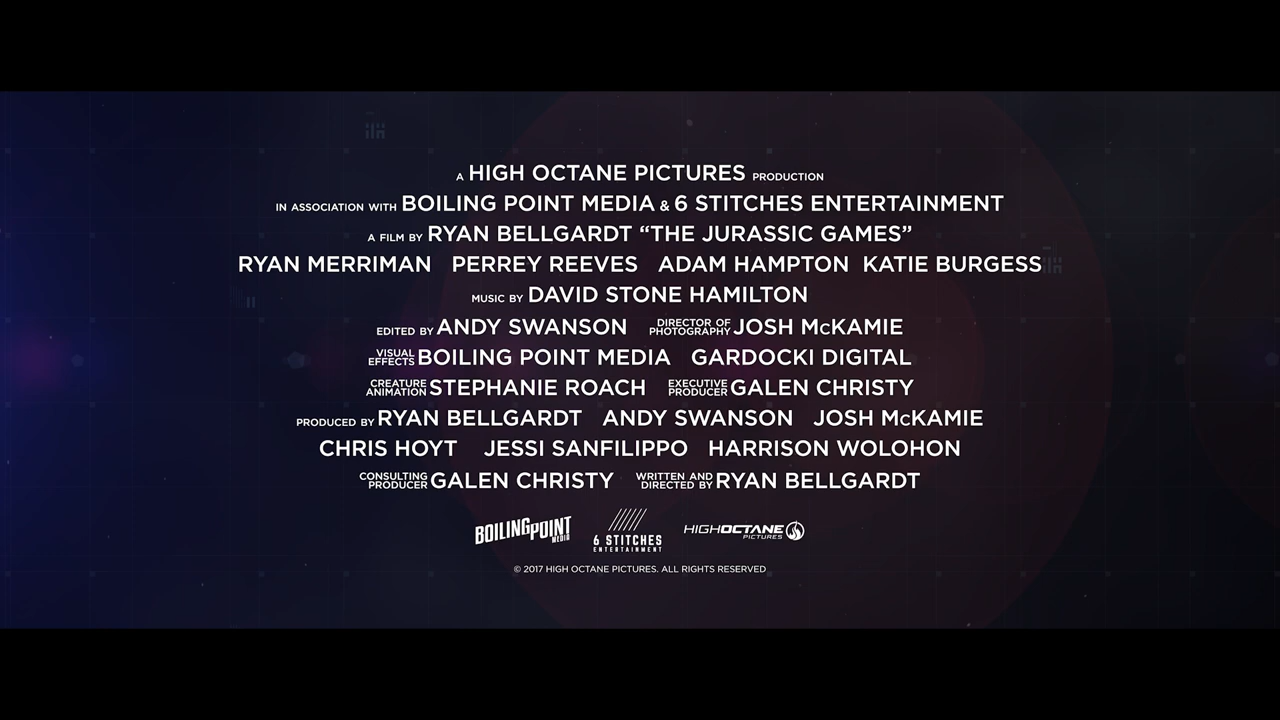 A HIGH OCTANE PICTURES PRODUCTION
IN ASSOCIATION WITH BOILING POINT MEDIA & 6 STITCHES ENTERTAINMENT
A FILM BY RYAN BELLGARDT “THE JURASSIC GAMES”
RYAN MERRIMAN PERREY REEVES ADAM HAMPTON KATIE BURGESS
MUSIC BY DAVID STONE HAMILTON
EDITED BY ANDY SWANSON DIRECTOR OF PHOTOGRAPHY JOSH McKAMIE
VISUAL EFFECTS BOILING POINT MEDIA GARDOCKI DIGITAL
CREATURE ANIMATION STEPHANIE ROACH EXECUTIVE PRODUCER GALEN CHRISTY
PRODUCED BY RYAN BELLGARDT ANDY SWANSON JOSH McKAMIE
CHRIS HOYT JESSI SANFILIPPO HARRISON WOLOHON
CONSULTING PRODUCER GALEN CHRISTY WRITTEN AND DIRECTED BY RYAN BELLGARDT
BOILING POINT MEDIA 6 STITCHES ENTERTAINMENT HIGH OCTANE PICTURES
© 2017 HIGH OCTANE PICTURES. ALL RIGHTS RESERVED